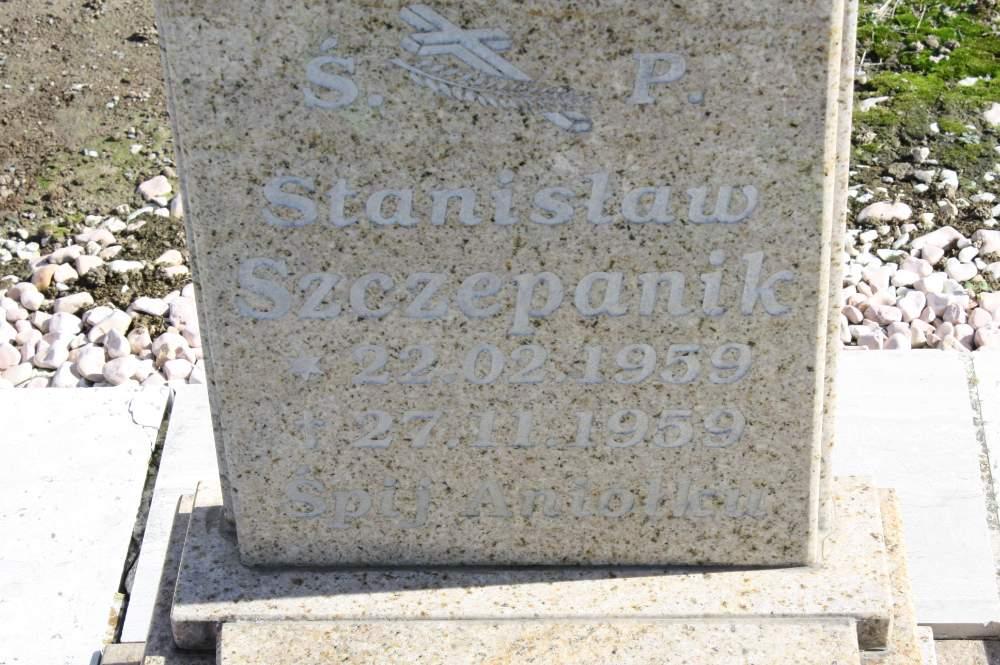 Ś. P.
Stanisław
Szczepanik
* 22.02.1959
† 27.11.1959
Śpij Aniołku